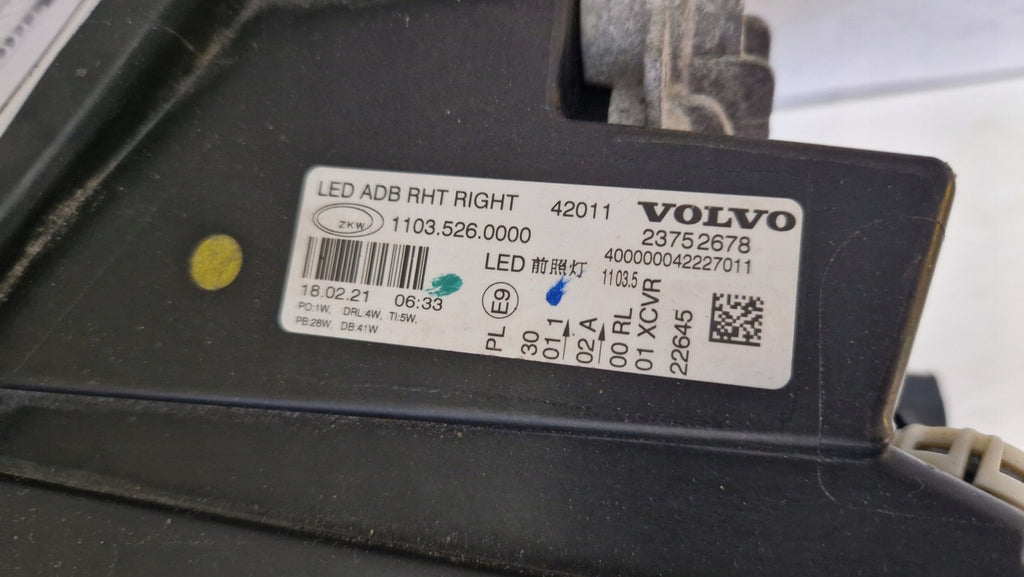 LED ADB RHT RIGHT
42011
VOLVO
ZKW
1103.526.0000
23752678
400000042227011
LED 前照灯
1103.5
18.02.21 06:33
PO:1W, DRL:4W, TI:5W,
PB:28W, DB:41W
PL
E9
30
01 1
02 A
00 RL
01 XCVR
22645